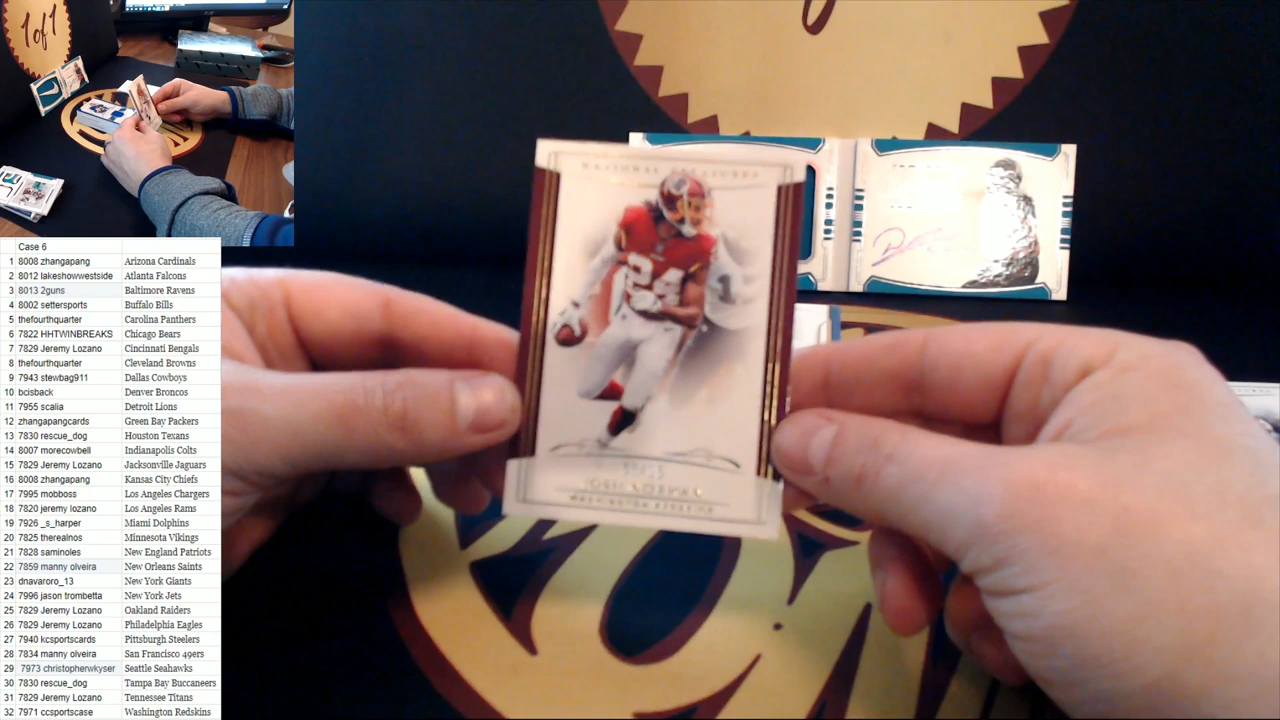 1 of 1
Case 6
1 8008 zhangapang Arizona Cardinals
2 8012 lakeshowwestside Atlanta Falcons
3 8013 2guns Baltimore Ravens
4 8002 settersports Buffalo Bills
5 thefourthquarter Carolina Panthers
6 7822 HHTWINBREAKS Chicago Bears
7 7829 Jeremy Lozano Cincinnati Bengals
8 thefourthquarter Cleveland Browns
9 7943 stewbag911 Dallas Cowboys
10 bcisback Denver Broncos
11 7955 scalia Detroit Lions
12 zhangapangcards Green Bay Packers
13 7830 rescue_dog Houston Texans
14 8007 morecowbell Indianapolis Colts
15 7829 Jeremy Lozano Jacksonville Jaguars
16 8008 zhangapang Kansas City Chiefs
17 7995 mobboss Los Angeles Chargers
18 7820 jeremy lozano Los Angeles Rams
19 7926 _s_harper Miami Dolphins
20 7825 therealnos Minnesota Vikings
21 7828 saminoles New England Patriots
22 7859 manny olveira New Orleans Saints
23 dnavaroro_13 New York Giants
24 7996 jason trombetta New York Jets
25 7829 Jeremy Lozano Oakland Raiders
26 7829 Jeremy Lozano Philadelphia Eagles
27 7940 kcsportscards Pittsburgh Steelers
28 7834 manny olveira San Francisco 49ers
29 7973 christopherwkyser Seattle Seahawks
30 7830 rescue_dog Tampa Bay Buccaneers
31 7829 Jeremy Lozano Tennessee Titans
32 7971 ccsportscase Washington Redskins
NATIONAL TREASURES
24
JOSH NORMAN
WASHINGTON REDSKINS